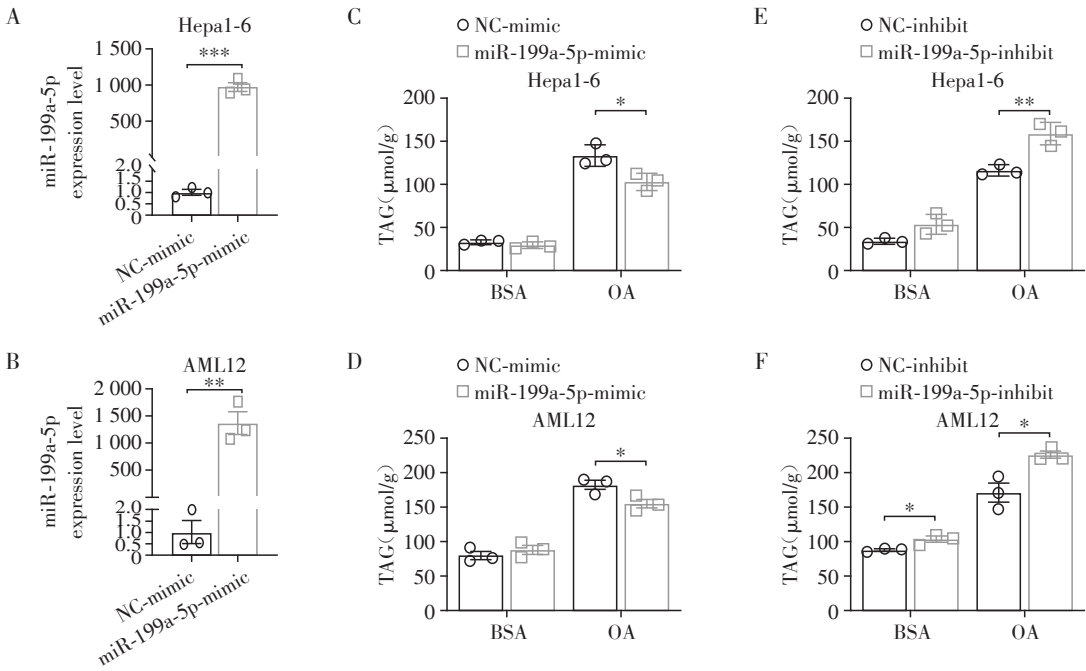 A
Hepa1-6
miR-199a-5p
expression level
1 500
1 000
500
2.0
1.5
1.0
0.5
0
***
NC-mimic
miR-199a-5p-mimic
C
NC-mimic
miR-199a-5p-mimic
Hepa1-6
TAG(μmol/g)
200
150
100
50
0
*
BSA
OA
E
NC-inhibit
miR-199a-5p-inhibit
Hepa1-6
TAG(μmol/g)
200
150
100
50
0
**
BSA
OA
B
AML12
miR-199a-5p
expression level
2 000
1 500
1 000
500
2.0
1.5
1.0
0.5
0
**
NC-mimic
miR-199a-5p-mimic
D
NC-mimic
miR-199a-5p-mimic
AML12
TAG(μmol/g)
250
200
150
100
50
0
*
BSA
OA
F
NC-inhibit
miR-199a-5p-inhibit
AML12
TAG(μmol/g)
250
200
150
100
50
0
*
*
BSA
OA